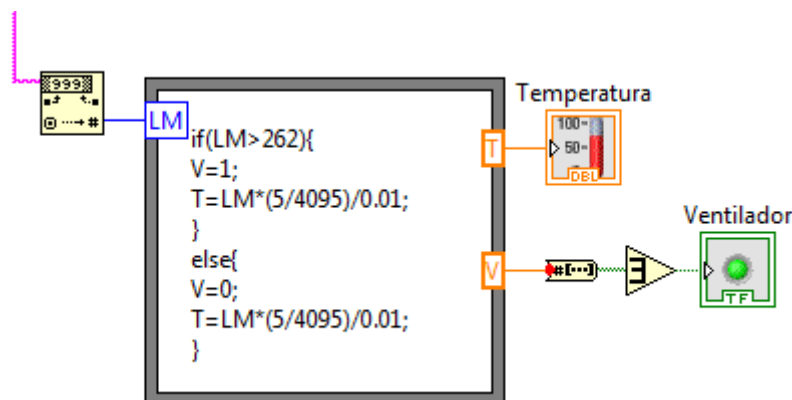 999
LM
if(LM>262){
V=1;
T=LM*(5/4095)/0.01;
}
else{
V=0;
T=LM*(5/4095)/0.01;
}
T
V
Temperatura
100
50
DBL
Ventilador
TF
#[...]